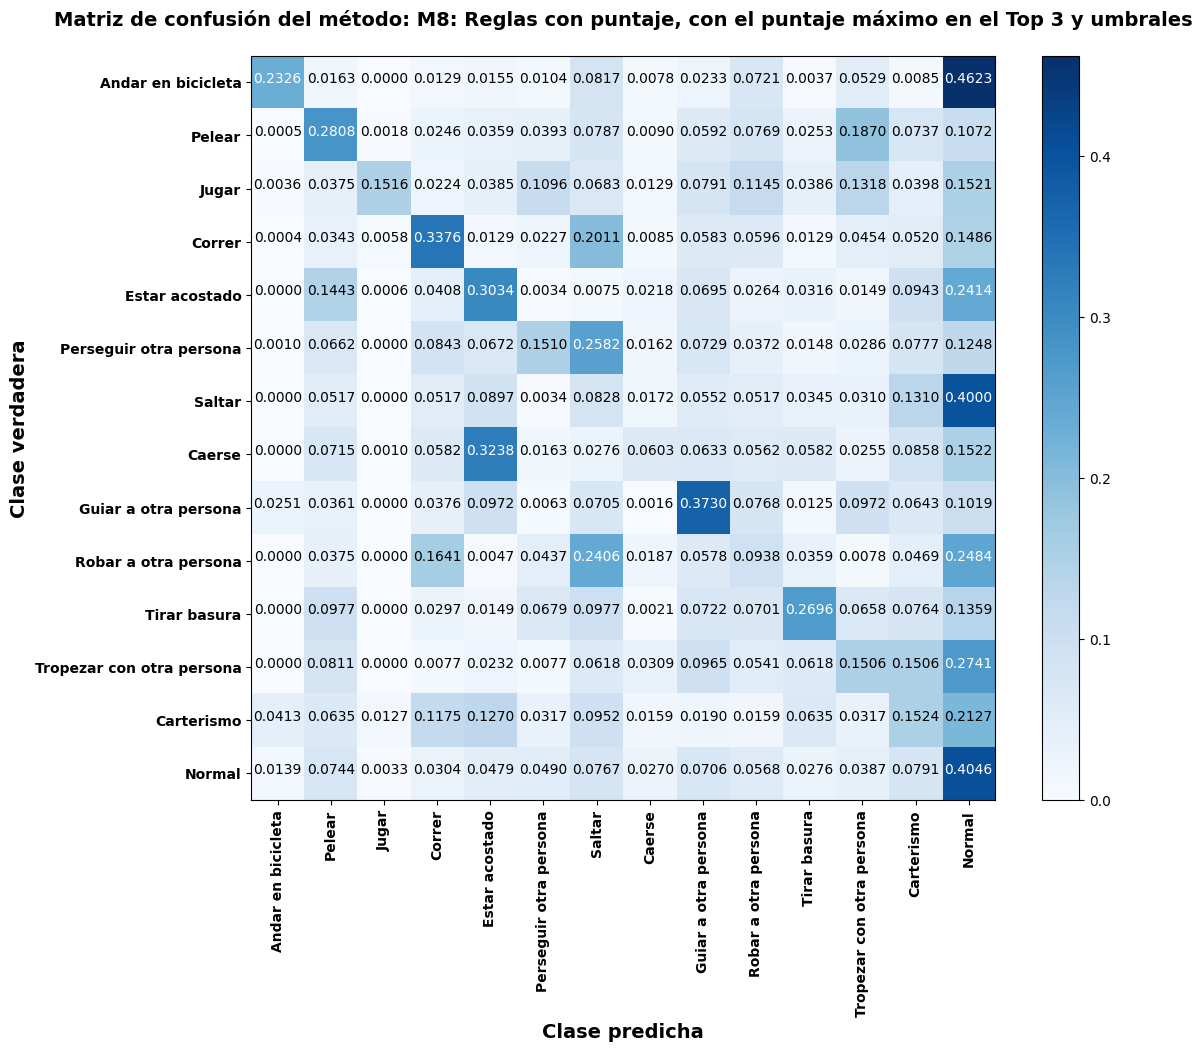 Matriz de confusión del método: M8: Reglas con puntaje, con el puntaje máximo en el Top 3 y umbrales
Clase verdadera
Andar en bicicleta 0.2326 0.0163 0.0000 0.0129 0.0155 0.0104 0.0817 0.0078 0.0233 0.0721 0.0037 0.0529 0.0085 0.4623
Pelear 0.0005 0.2808 0.0018 0.0246 0.0359 0.0393 0.0787 0.0090 0.0592 0.0769 0.0253 0.1870 0.0737 0.1072
Jugar 0.0036 0.0375 0.1516 0.0224 0.0385 0.1096 0.0683 0.0129 0.0791 0.1145 0.0386 0.1318 0.0398 0.1521
Correr 0.0004 0.0343 0.0058 0.3376 0.0129 0.0227 0.2011 0.0085 0.0583 0.0596 0.0129 0.0454 0.0520 0.1486
Estar acostado 0.0000 0.1443 0.0006 0.0408 0.3034 0.0034 0.0075 0.0218 0.0695 0.0264 0.0316 0.0149 0.0943 0.2414
Perseguir otra persona 0.0010 0.0662 0.0000 0.0843 0.0672 0.1510 0.2582 0.0162 0.0729 0.0372 0.0148 0.0286 0.0777 0.1248
Saltar 0.0000 0.0517 0.0000 0.0517 0.0897 0.0034 0.0828 0.0172 0.0552 0.0517 0.0345 0.0310 0.1310 0.4000
Caerse 0.0000 0.0715 0.0010 0.0582 0.3238 0.0163 0.0276 0.0603 0.0633 0.0562 0.0582 0.0255 0.0858 0.1522
Guiar a otra persona 0.0251 0.0361 0.0000 0.0376 0.0972 0.0063 0.0705 0.0016 0.3730 0.0768 0.0125 0.0972 0.0643 0.1019
Robar a otra persona 0.0000 0.0375 0.0000 0.1641 0.0047 0.0437 0.2406 0.0187 0.0578 0.0938 0.0359 0.0078 0.0469 0.2484
Tirar basura 0.0000 0.0977 0.0000 0.0297 0.0149 0.0679 0.0977 0.0021 0.0722 0.0701 0.2696 0.0658 0.0764 0.1359
Tropezar con otra persona 0.0000 0.0811 0.0000 0.0077 0.0232 0.0077 0.0618 0.0309 0.0965 0.0541 0.0618 0.1506 0.1506 0.2741
Carterismo 0.0413 0.0635 0.0127 0.1175 0.1270 0.0317 0.0952 0.0159 0.0190 0.0159 0.0635 0.0317 0.1524 0.2127
Normal 0.0139 0.0744 0.0033 0.0304 0.0479 0.0490 0.0767 0.0270 0.0706 0.0568 0.0276 0.0387 0.0791 0.4046
Andar en bicicleta
Pelear
Jugar
Correr
Estar acostado
Perseguir otra persona
Saltar
Caerse
Guiar a otra persona
Robar a otra persona
Tirar basura
Tropezar con otra persona
Carterismo
Normal
Clase predicha
0.4
0.3
0.2
0.1
0.0